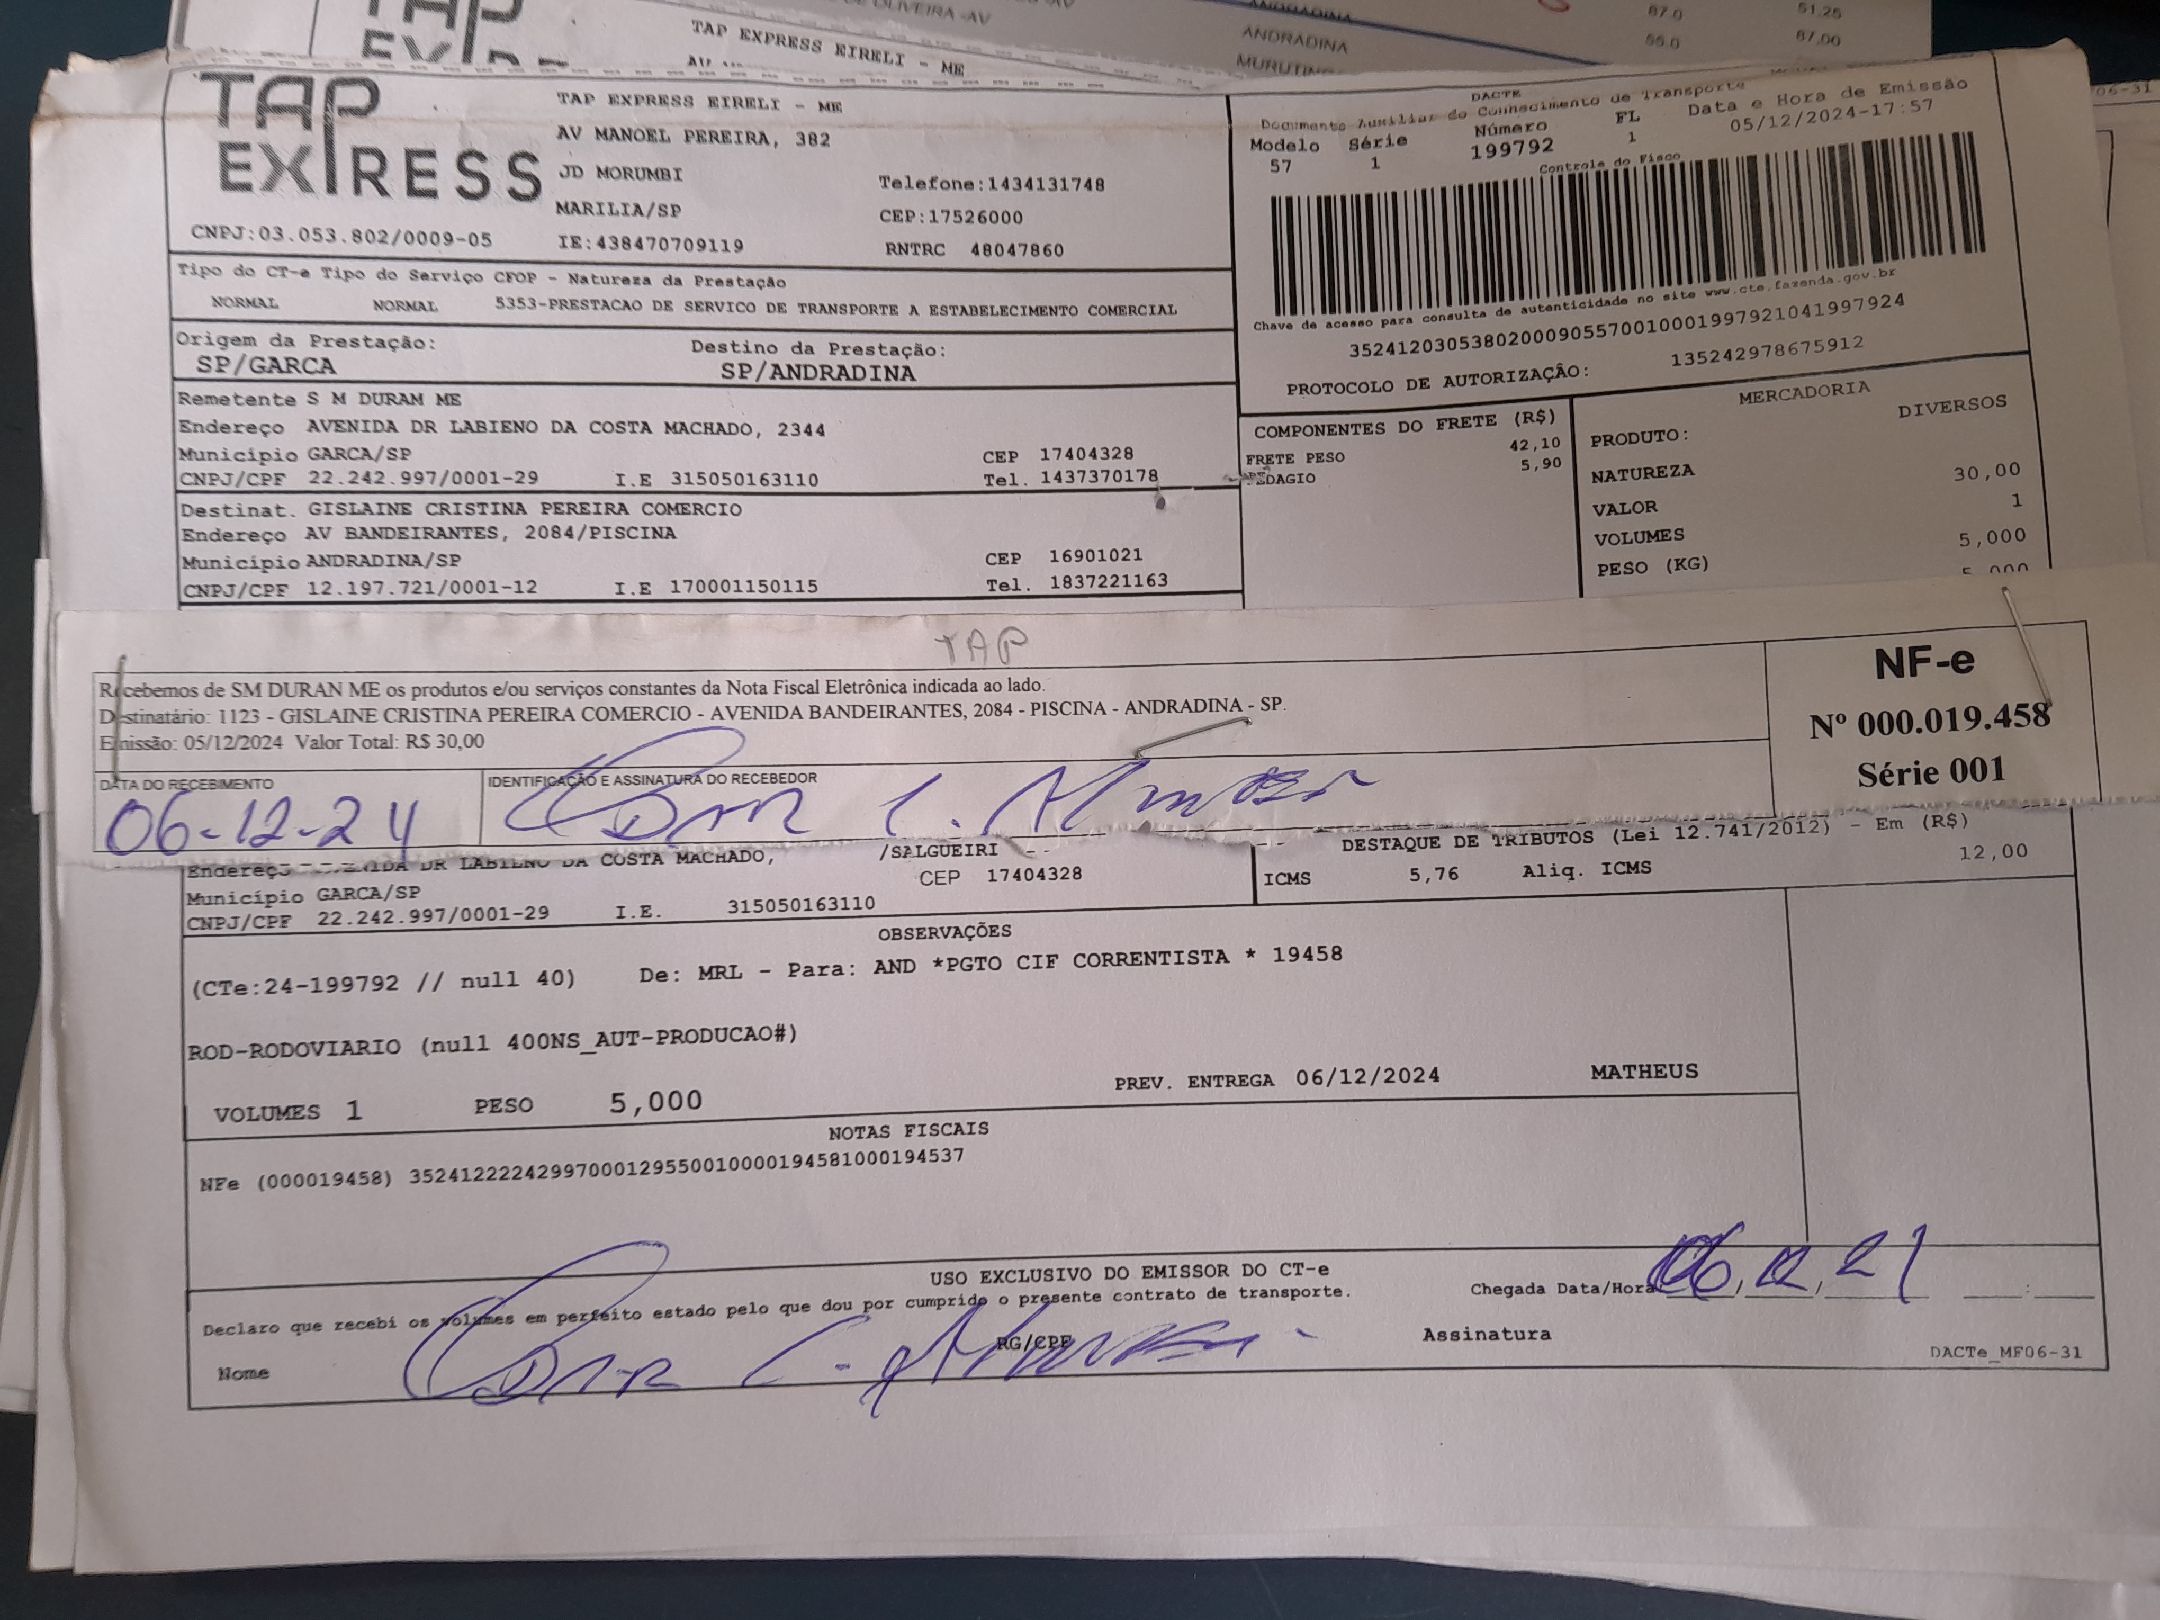 TAP EXPRESS EIRELI - ME
ANDRADINA
87.0
51.25
87.00
TAP EXPRESS
TAP EXPRESS EIRELI - ME
AV MANOEL PEREIRA, 382
JD MORUMBI
Telefone:1434131748
MARILIA/SP
CEP:17526000
CNPJ:03.053.802/0009-05
IE:438470709119
RNTRC 48047860
DACTE
Documento Auxiliar do Conhecimento de Transporte
Modelo Série Número FL Data e Hora de Emissão
57 1 199792 1 05/12/2024-17:57
Controle do Fisco
Chave de acesso para consulta de autenticidade no site www.cte.fazenda.gov.br
35241203053802000905570010001997921041997924
PROTOCOLO DE AUTORIZAÇÃO: 135242978675912
Tipo do CT-e Tipo do Serviço CFOP - Natureza da Prestação
NORMAL NORMAL 5353-PRESTACAO DE SERVICO DE TRANSPORTE A ESTABELECIMENTO COMERCIAL
Origem da Prestação: Destino da Prestação:
SP/GARCA SP/ANDRADINA
Remetente S M DURAN ME
Endereço AVENIDA DR LABIENO DA COSTA MACHADO, 2344
Município GARCA/SP CEP 17404328
CNPJ/CPF 22.242.997/0001-29 I.E 315050163110 Tel. 1437370178
Destinat. GISLAINE CRISTINA PEREIRA COMERCIO
Endereço AV BANDEIRANTES, 2084/PISCINA
Município ANDRADINA/SP CEP 16901021
CNPJ/CPF 12.197.721/0001-12 I.E 170001150115 Tel. 1837221163
COMPONENTES DO FRETE (R$)
FRETE PESO 42,10
PEDAGIO 5,90
MERCADORIA
PRODUTO: DIVERSOS
NATUREZA
VALOR 30,00
VOLUMES 1
PESO (KG) 5,000
5,000
TAP
Recebemos de SM DURAN ME os produtos e/ou serviços constantes da Nota Fiscal Eletrônica indicada ao lado.
Destinatário: 1123 - GISLAINE CRISTINA PEREIRA COMERCIO - AVENIDA BANDEIRANTES, 2084 - PISCINA - ANDRADINA - SP.
Emissão: 05/12/2024 Valor Total: R$ 30,00
DATA DO RECEBIMENTO
IDENTIFICAÇÃO E ASSINATURA DO RECEBEDOR
06-12-24
NF-e
Nº 000.019.458
Série 001
Endereço AVENIDA DR LABIENO DA COSTA MACHADO, /SALGUEIRI
Município GARCA/SP CEP 17404328
CNPJ/CPF 22.242.997/0001-29 I.E. 315050163110
DESTAQUE DE TRIBUTOS (Lei 12.741/2012) - Em (R$)
ICMS 5,76 Aliq. ICMS 12,00
OBSERVAÇÕES
(CTe:24-199792 // null 40) De: MRL - Para: AND *PGTO CIF CORRENTISTA * 19458
ROD-RODOVIARIO (null 400NS_AUT-PRODUCAO#)
VOLUMES 1 PESO 5,000 PREV. ENTREGA 06/12/2024 MATHEUS
NOTAS FISCAIS
NFe (000019458) 35241222242997000129550010000194581000194537
USO EXCLUSIVO DO EMISSOR DO CT-e
Declaro que recebi os volumes em perfeito estado pelo que dou por cumprido o presente contrato de transporte.
Chegada Data/Hora
Nome RG/CPF Assinatura
DACTe_MF06-31